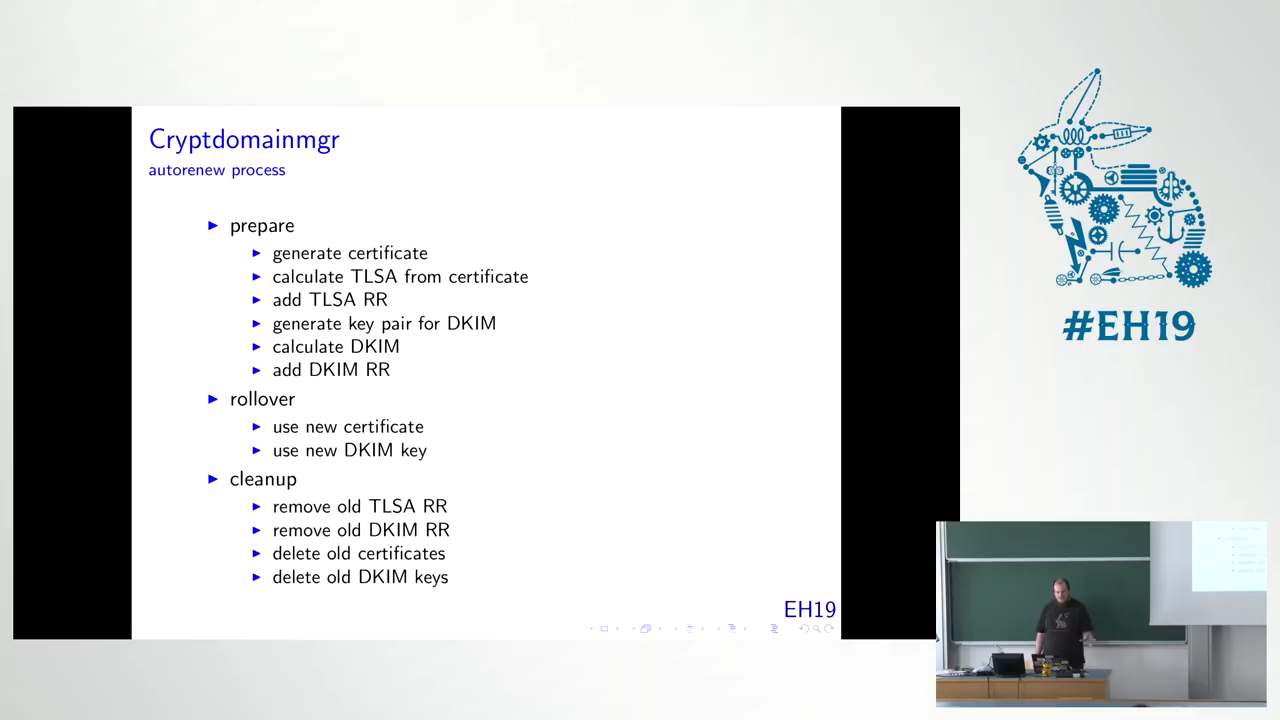 Cryptdomainmgr
autorenew process
prepare
generate certificate
calculate TLSA from certificate
add TLSA RR
generate key pair for DKIM
calculate DKIM
add DKIM RR
rollover
use new certificate
use new DKIM key
cleanup
remove old TLSA RR
remove old DKIM RR
delete old certificates
delete old DKIM keys
EH19
#EH19